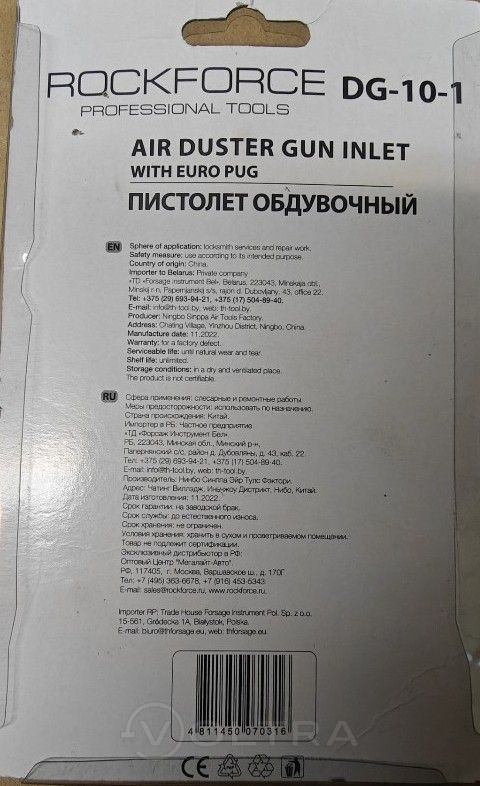 ROCKFORCE DG-10-1
PROFESSIONAL TOOLS
AIR DUSTER GUN INLET
WITH EURO PUG
ПИСТОЛЕТ ОБДУВОЧНЫЙ
EN Sphere of application: locksmith services and repair work.
Safety measure: use according to its intended purpose.
Country of origin: China.
Importer to Belarus: Private company
«TD «Forsage instrument Bel», Belarus, 223043, Minskaja obl.,
Minskij r-n, Papernjanskij s/s, rajon d. Dubovljany, 43, office 22.
Tel: +375 (29) 693-94-21, +375 (17) 504-89-40.
E-mail: info@th-tool.by, web: th-tool.by.
Producer: Ningbo Sinppa Air Tools Factory.
Address: Chating Village, Yinzhou District, Ningbo, China.
Manufacture date: 11.2022.
Warranty: for a factory defect.
Serviceable life: until natural wear and tear.
Shelf life: unlimited.
Storage conditions: in a dry and ventilated place.
The product is not certifiable.
RU Сфера применения: слесарные и ремонтные работы.
Меры предосторожности: использовать по назначению.
Страна происхождения: Китай.
Импортер в РБ: Частное предприятие
«ТД «Форсаж Инструмент Бел»
РБ, 223043, Минская обл., Минский р-н,
Папернянский с/с, район д. Дубовляны, 43, каб. 22.
Тел: +375 (29) 693-94-21, +375 (17) 504-89-40.
E-mail: info@th-tool.by, web: th-tool.by.
Производитель: Нинбо Синппа Эйр Тулс Фэктори.
Адрес: Чатинг Вилладж, Инчжоу Дистрикт, Нибо, Китай.
Дата изготовления: 11.2022.
Срок гарантии: на заводской брак.
Срок службы: до естественного износа.
Срок хранения: не ограничен.
Условия хранения: хранить в сухом и проветриваемом помещении.
Товар не подлежит сертификации.
Эксклюзивный дистрибьютор в РФ:
Оптовый Центр «Мегалайт-Авто».
РФ, 117405, г. Москва, Варшавское ш., д. 170Г
Тел: +7 (495) 363-6678, +7 (916) 453-5343
E-mail: sales@rockforce.ru, www.rockforce.ru
Importer RP: Trade House Forsage Instrument Pol. Sp. z o.o.
15-561, Gródecka 1A, Białystok, Polska.
E-mail: biuro@thforsage.eu, web: thforsage.eu
4 811450 070316
VOLTRA
CE